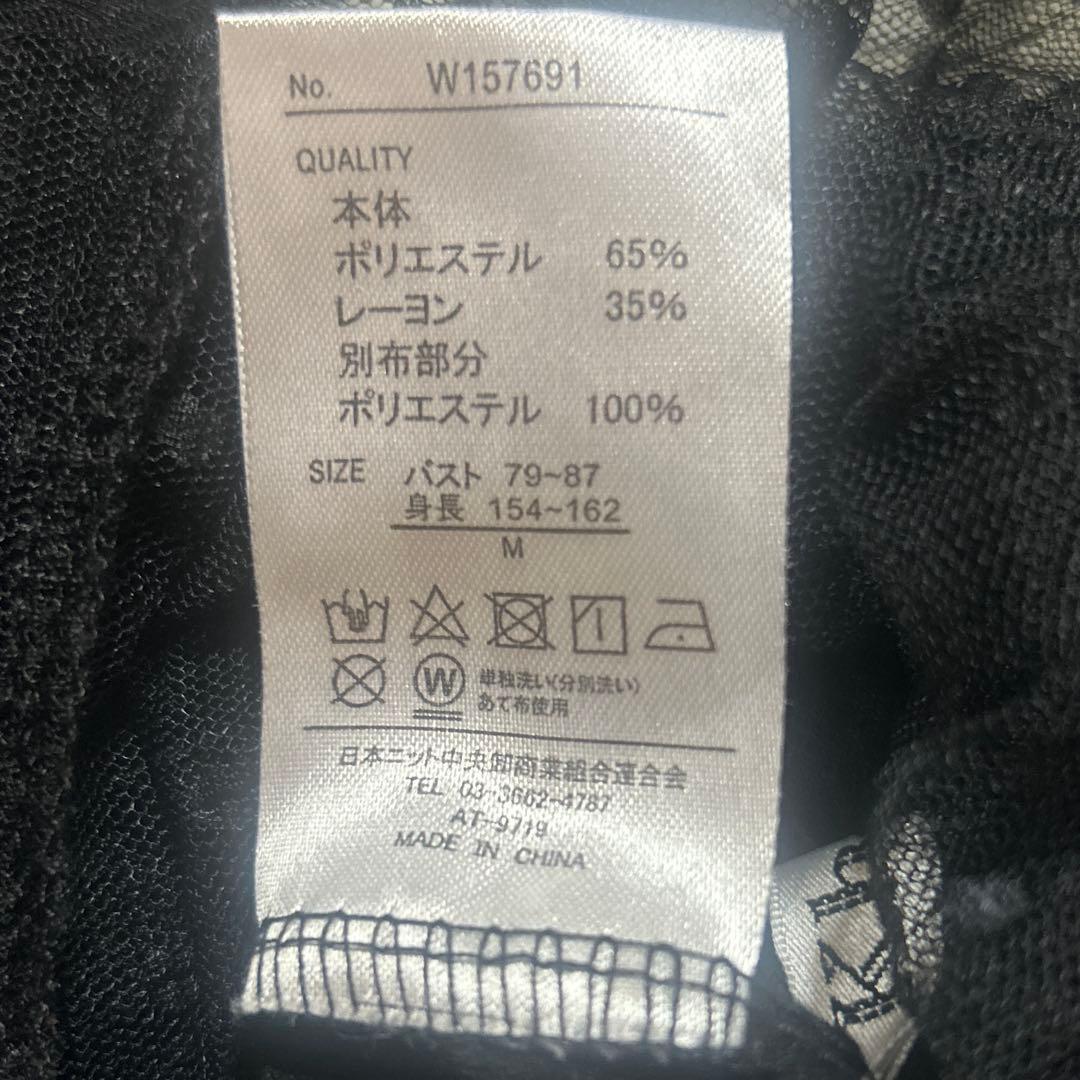 No. W157691
QUALITY
本体
ポリエステル 65%
レーヨン 35%
別布部分
ポリエステル 100%
SIZE バスト 79~87
身長 154~162
M
W 単独洗い(分別洗い)
あて布使用
日本ニット中央卸商業組合連合会
TEL 03-3662-4787
AT-9719
MADE IN CHINA